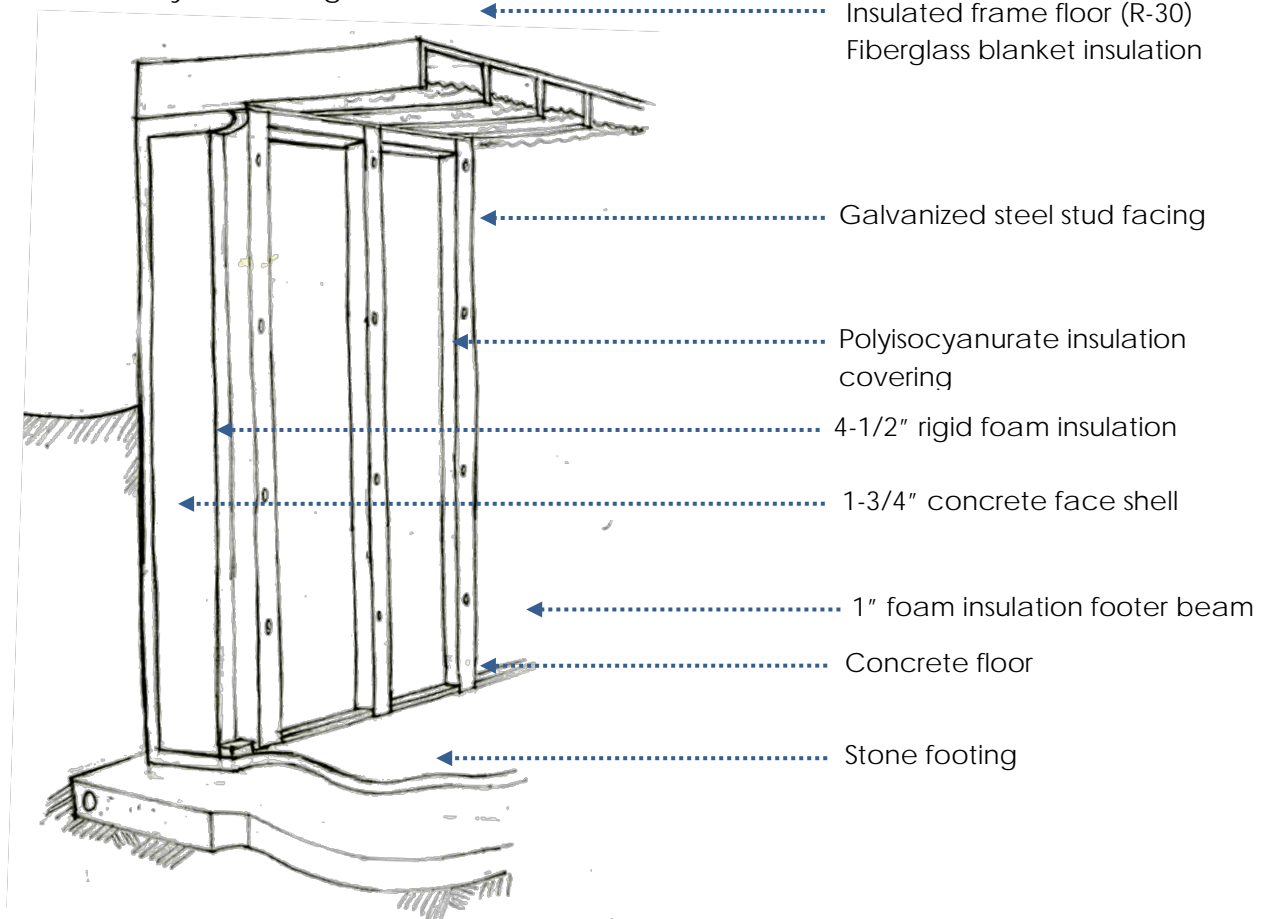 Insulated frame floor (R-30)
Fiberglass blanket insulation
Galvanized steel stud facing
Polyisocyanurate insulation
covering
4-1/2" rigid foam insulation
1-3/4" concrete face shell
1" foam insulation footer beam
Concrete floor
Stone footing